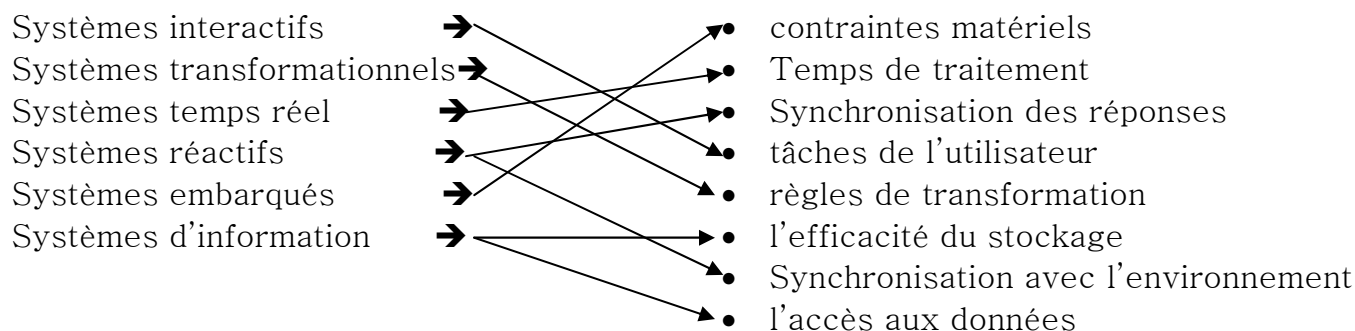 Systèmes interactifs ➔ • contraintes matériels
Systèmes transformationnels ➔ • Temps de traitement
Systèmes temps réel ➔ • Synchronisation des réponses
Systèmes réactifs ➔ • tâches de l’utilisateur
Systèmes embarqués ➔ • règles de transformation
Systèmes d’information ➔ • l’efficacité du stockage
• Synchronisation avec l’environnement
• l’accès aux données